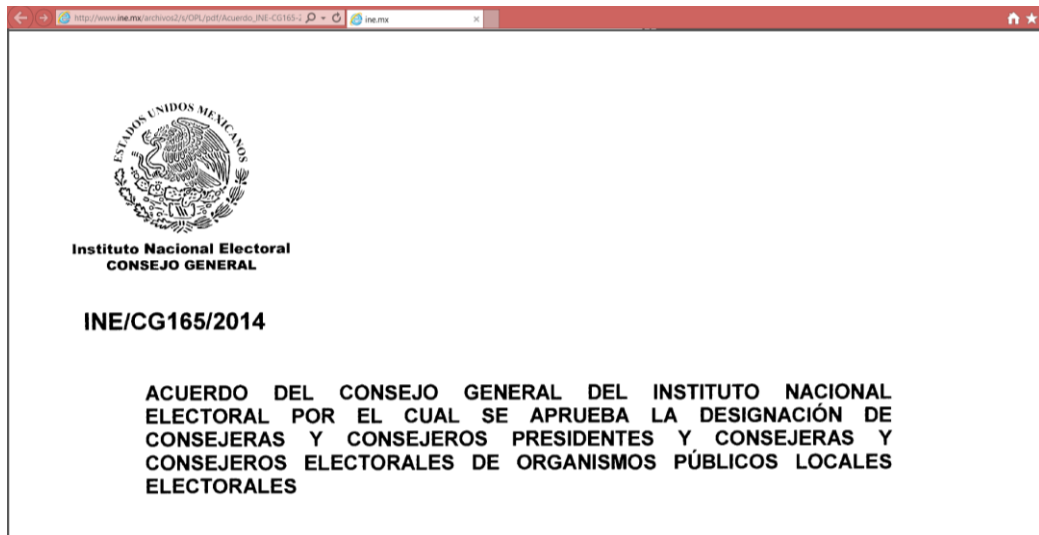 http://www.ine.mx/archivos2/s/OPL/pdf/Acuerdo_INE-CG165-2
ine.mx
ESTADOS UNIDOS MEXICANOS
Instituto Nacional Electoral
CONSEJO GENERAL
INE/CG165/2014
ACUERDO DEL CONSEJO GENERAL DEL INSTITUTO NACIONAL
ELECTORAL POR EL CUAL SE APRUEBA LA DESIGNACIÓN DE
CONSEJERAS Y CONSEJEROS PRESIDENTES Y CONSEJERAS Y
CONSEJEROS ELECTORALES DE ORGANISMOS PÚBLICOS LOCALES
ELECTORALES